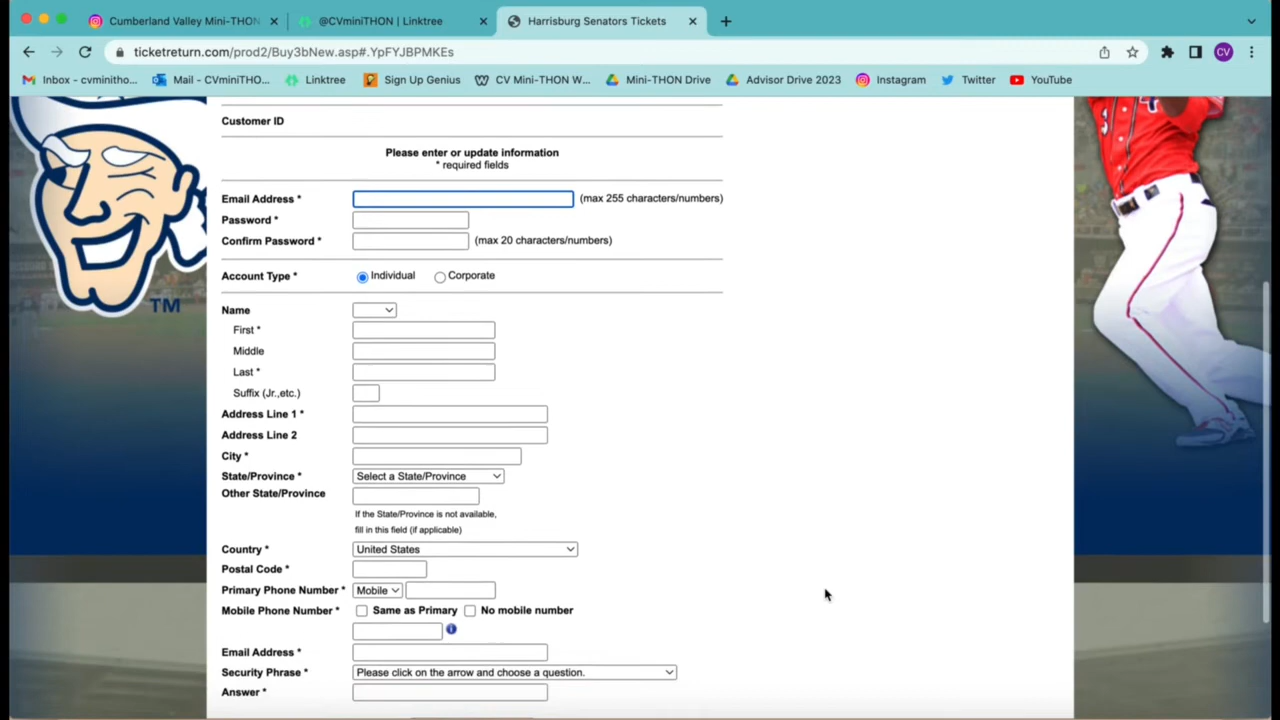 Cumberland Valley Mini-THON
@CVminiTHON | Linktree
Harrisburg Senators Tickets
ticketreturn.com/prod2/Buy3bNew.asp#.YpFYJBPMKEs
CV
Inbox - cvminitho...
Mail - CVminiTHO...
Linktree
Sign Up Genius
CV Mini-THON W...
Mini-THON Drive
Advisor Drive 2023
Instagram
Twitter
YouTube
Customer ID
Please enter or update information
* required fields
Email Address * (max 255 characters/numbers)
Password *
Confirm Password * (max 20 characters/numbers)
Account Type * Individual Corporate
Name
First *
Middle
Last *
Suffix (Jr.,etc.)
Address Line 1 *
Address Line 2
City *
State/Province * Select a State/Province
Other State/Province
If the State/Province is not available,
fill in this field (if applicable)
Country * United States
Postal Code *
Primary Phone Number * Mobile
Mobile Phone Number * Same as Primary No mobile number
Email Address *
Security Phrase * Please click on the arrow and choose a question.
Answer *
TM